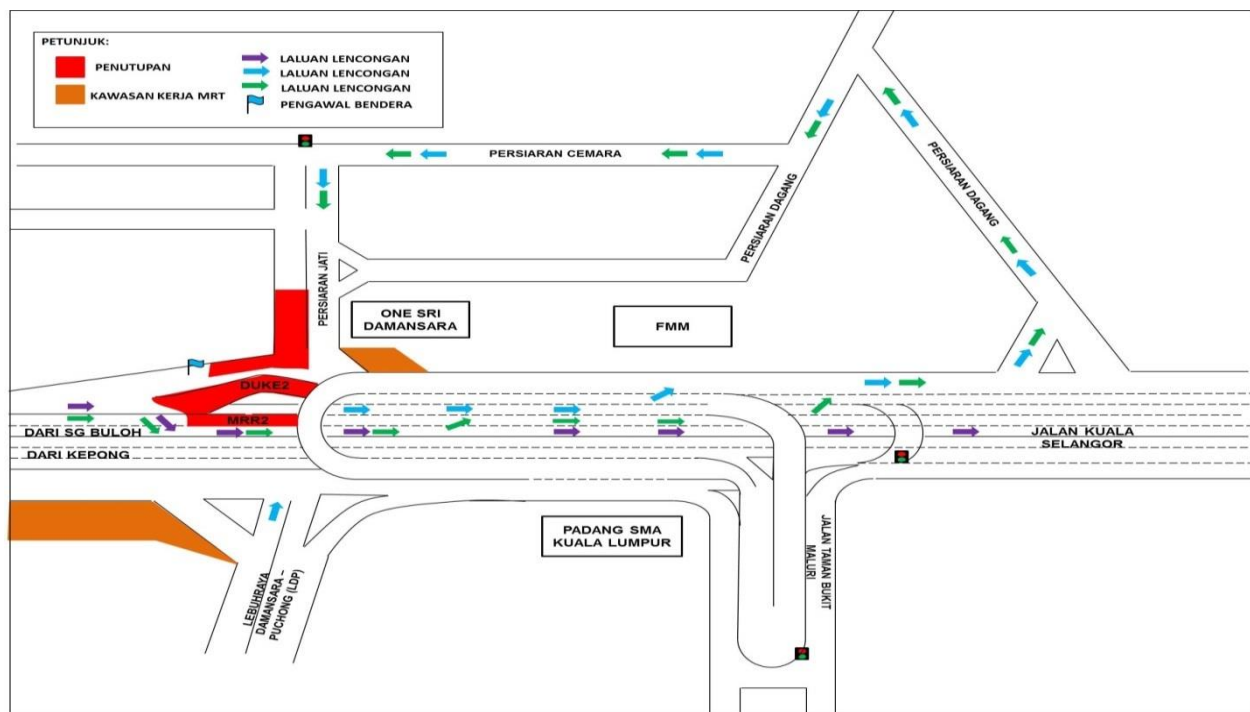 PETUNJUK:
PENUTUPAN
KAWASAN KERJA MRT
LALUAN LENCONGAN
LALUAN LENCONGAN
LALUAN LENCONGAN
PENGAWAL BENDERA
PERSIARAN CEMARA
PERSIARAN DAGANG
PERSIARAN DAGANG
PERSIARAN JATI
ONE SRI
DAMANSARA
FMM
DUKE2
MRR2
DARI SG BULOH
DARI KEPONG
JALAN KUALA
SELANGOR
PADANG SMA
KUALA LUMPUR
JALAN TAMAN BUKIT
MALURI
LEBUHRAYA
DAMANSARA –
PUCHONG (LDP)